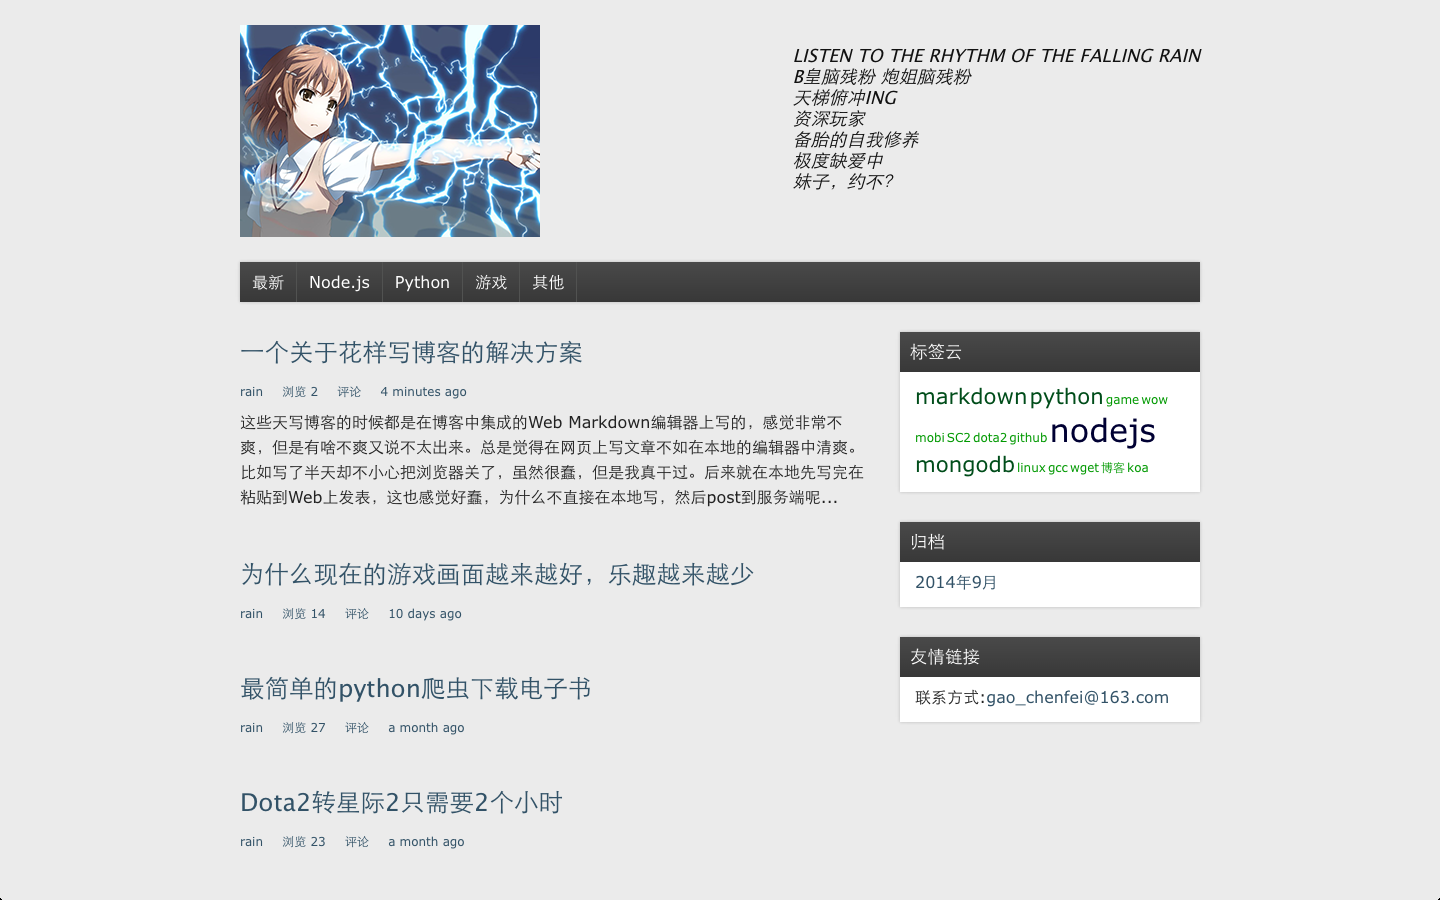 LISTEN TO THE RHYTHM OF THE FALLING RAIN
B皇脑残粉 炮姐脑残粉
天梯俯冲ING
资深玩家
备胎的自我修养
极度缺爱中
妹子，约不？
最新 Node.js Python 游戏 其他
一个关于花样写博客的解决方案
rain 浏览 2 评论 4 minutes ago
这些天写博客的时候都是在博客中集成的Web Markdown编辑器上写的，感觉非常不
爽，但是有啥不爽又说不太出来。总是觉得在网页上写文章不如在本地的编辑器中清爽。
比如写了半天却不小心把浏览器关了，虽然很蠢，但是我真干过。后来就在本地先写完在
粘贴到Web上发表，这也感觉好蠢，为什么不直接在本地写，然后post到服务端呢...
为什么现在的游戏画面越来越好，乐趣越来越少
rain 浏览 14 评论 10 days ago
最简单的python爬虫下载电子书
rain 浏览 27 评论 a month ago
Dota2转星际2只需要2个小时
rain 浏览 23 评论 a month ago
标签云
markdown python game wow
mobi SC2 dota2 github nodejs
mongodb linux gcc wget 博客 koa
归档
2014年9月
友情链接
联系方式:gao_chenfei@163.com